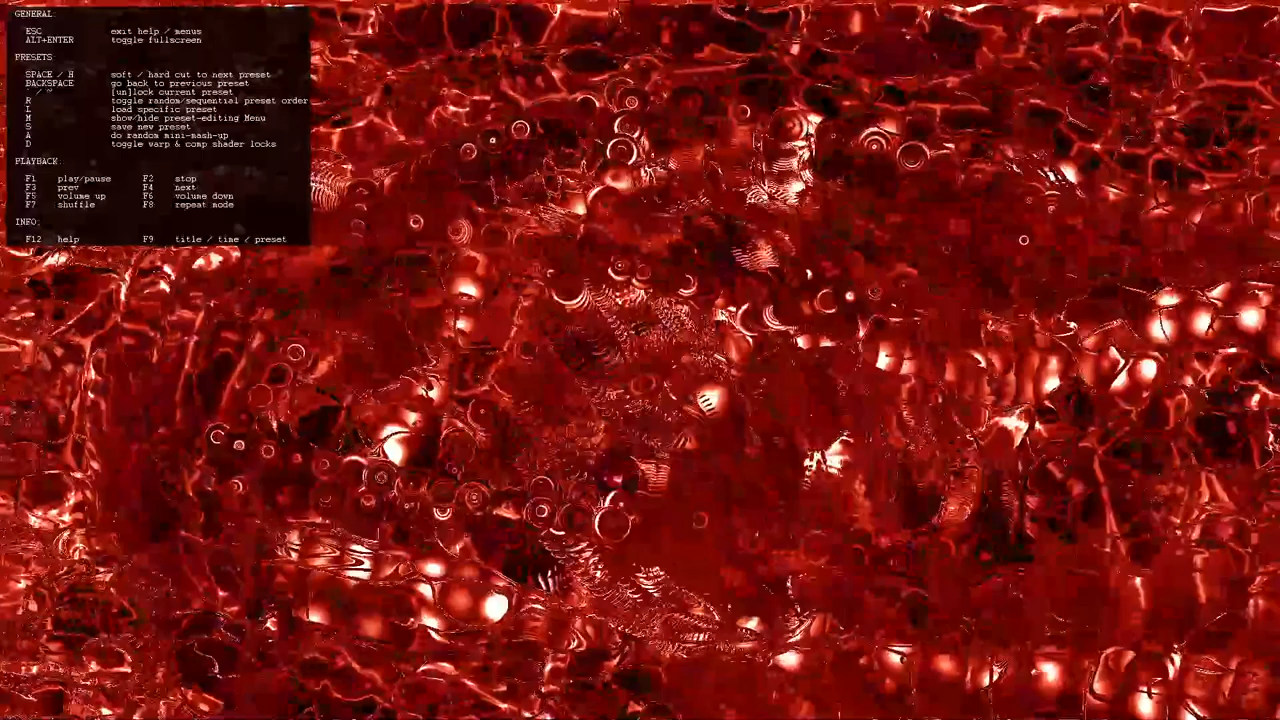 GENERAL:
ESC exit help / menus
ALT+ENTER toggle fullscreen
PRESETS
SPACE / H soft / hard cut to next preset
BACKSPACE go back to previous preset
` / ~ [un]lock current preset
R toggle random/sequential preset order
L load specific preset
M show/hide preset-editing Menu
S save new preset
A do random mini-mash-up
D toggle warp & comp shader locks
PLAYBACK:
F1 play/pause F2 stop
F3 prev F4 next
F5 volume up F6 volume down
F7 shuffle F8 repeat mode
INFO:
F12 help F9 title / time / preset